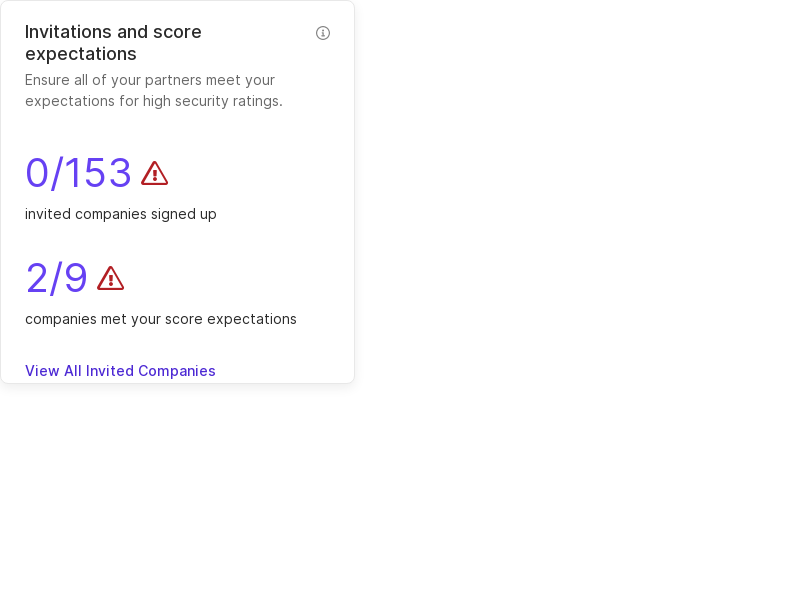 Invitations and score
expectations
Ensure all of your partners meet your
expectations for high security ratings.
0/153
invited companies signed up
2/9
companies met your score expectations
View All Invited Companies